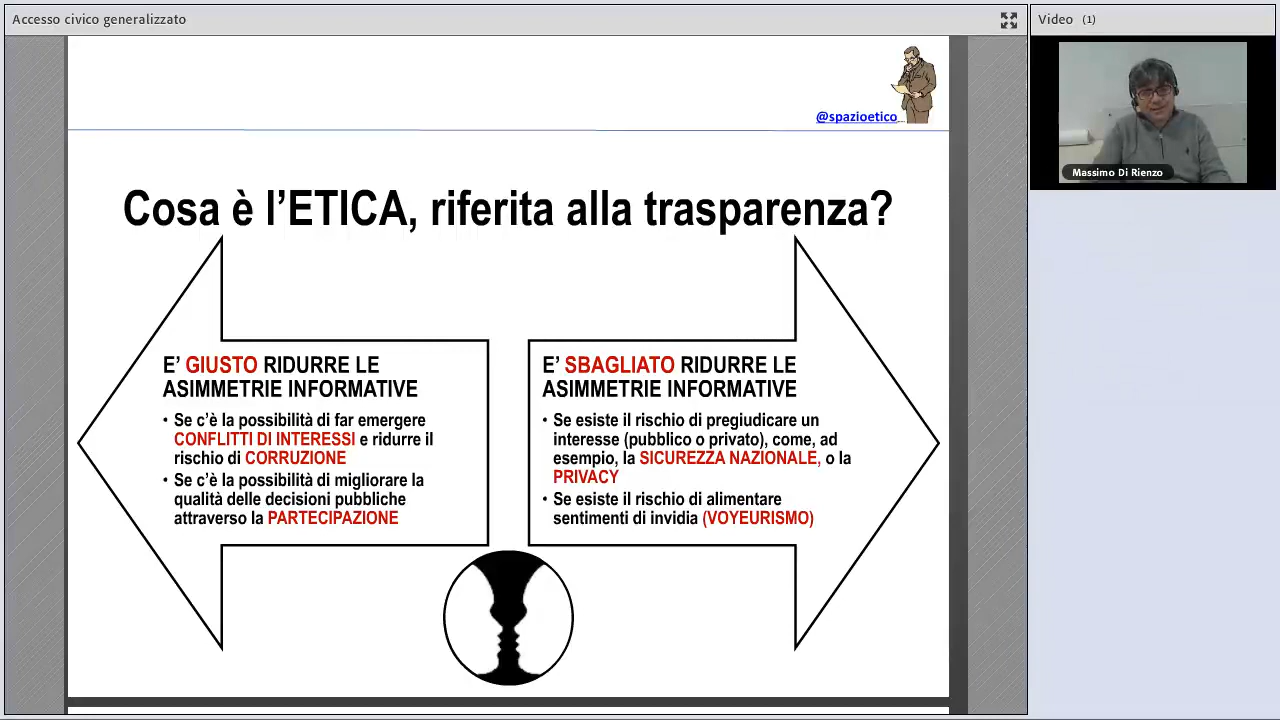 Accesso civico generalizzato
Video (1)
Massimo Di Rienzo
@spazioetico
Cosa è l’ETICA, riferita alla trasparenza?
E’ GIUSTO RIDURRE LE
ASIMMETRIE INFORMATIVE
• Se c’è la possibilità di far emergere
CONFLITTI DI INTERESSI e ridurre il
rischio di CORRUZIONE
• Se c’è la possibilità di migliorare la
qualità delle decisioni pubbliche
attraverso la PARTECIPAZIONE
E’ SBAGLIATO RIDURRE LE
ASIMMETRIE INFORMATIVE
• Se esiste il rischio di pregiudicare un
interesse (pubblico o privato), come, ad
esempio, la SICUREZZA NAZIONALE, o la
PRIVACY
• Se esiste il rischio di alimentare
sentimenti di invidia (VOYEURISMO)